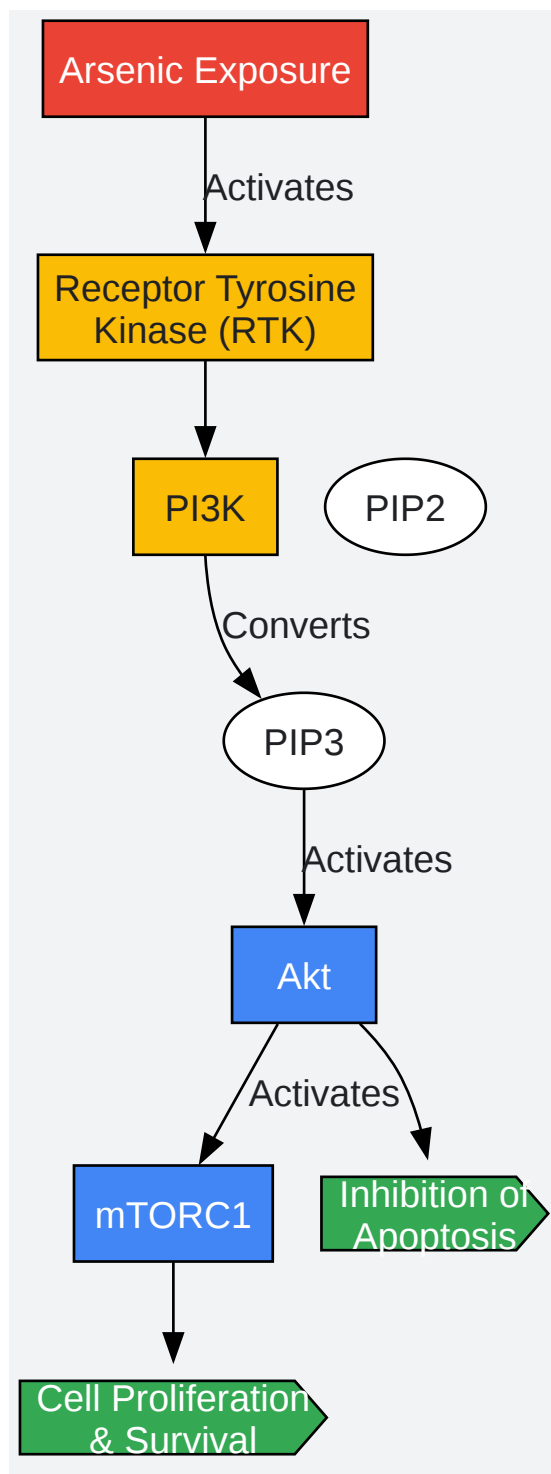 Arsenic Exposure
Activates
Receptor Tyrosine
Kinase (RTK)
PI3K
PIP2
Converts
PIP3
Activates
Akt
Activates
mTORC1
Inhibition of
Apoptosis
Cell Proliferation
& Survival